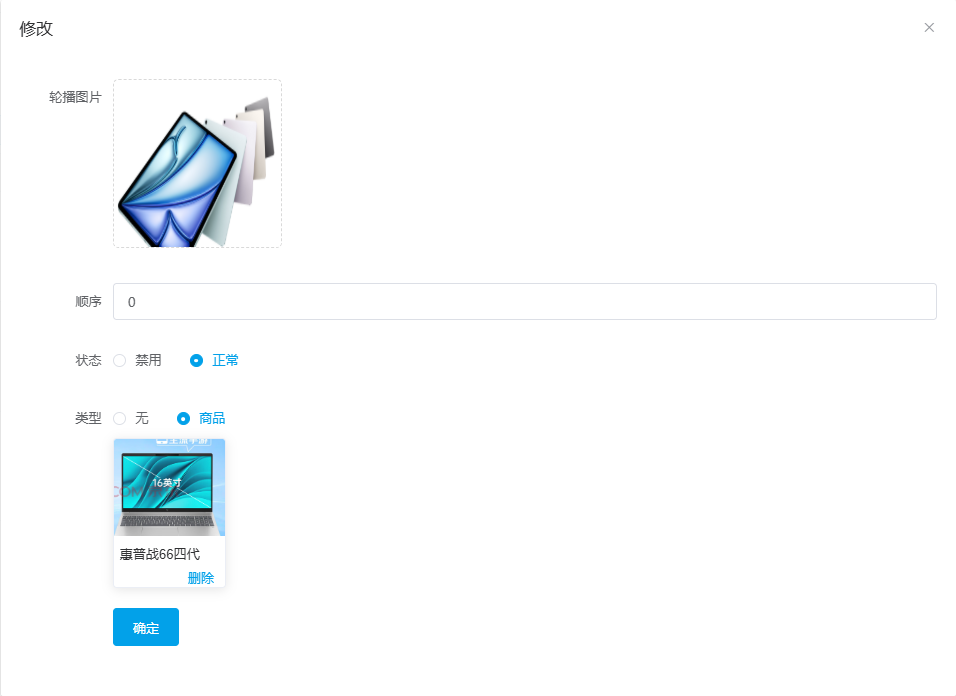 修改
轮播图片
顺序 0
状态 禁用 正常
类型 无 商品
16英寸
惠普战66四代
删除
确定